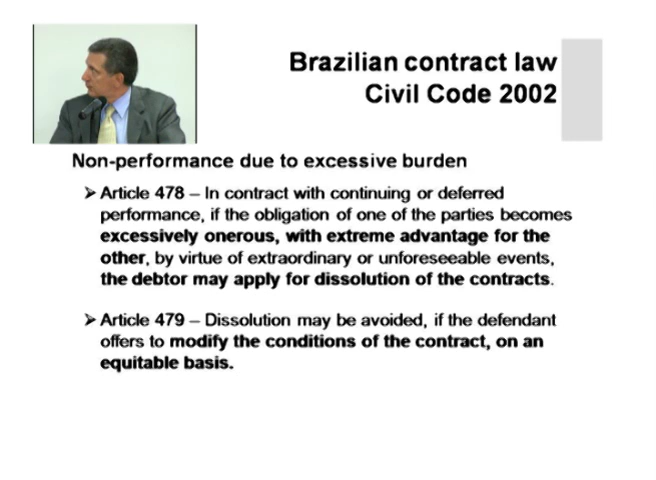 Brazilian contract law
Civil Code 2002
Non-performance due to excessive burden
➢ Article 478 – In contract with continuing or deferred
performance, if the obligation of one of the parties becomes
excessively onerous, with extreme advantage for the
other, by virtue of extraordinary or unforeseeable events,
the debtor may apply for dissolution of the contracts.
➢ Article 479 – Dissolution may be avoided, if the defendant
offers to modify the conditions of the contract, on an
equitable basis.